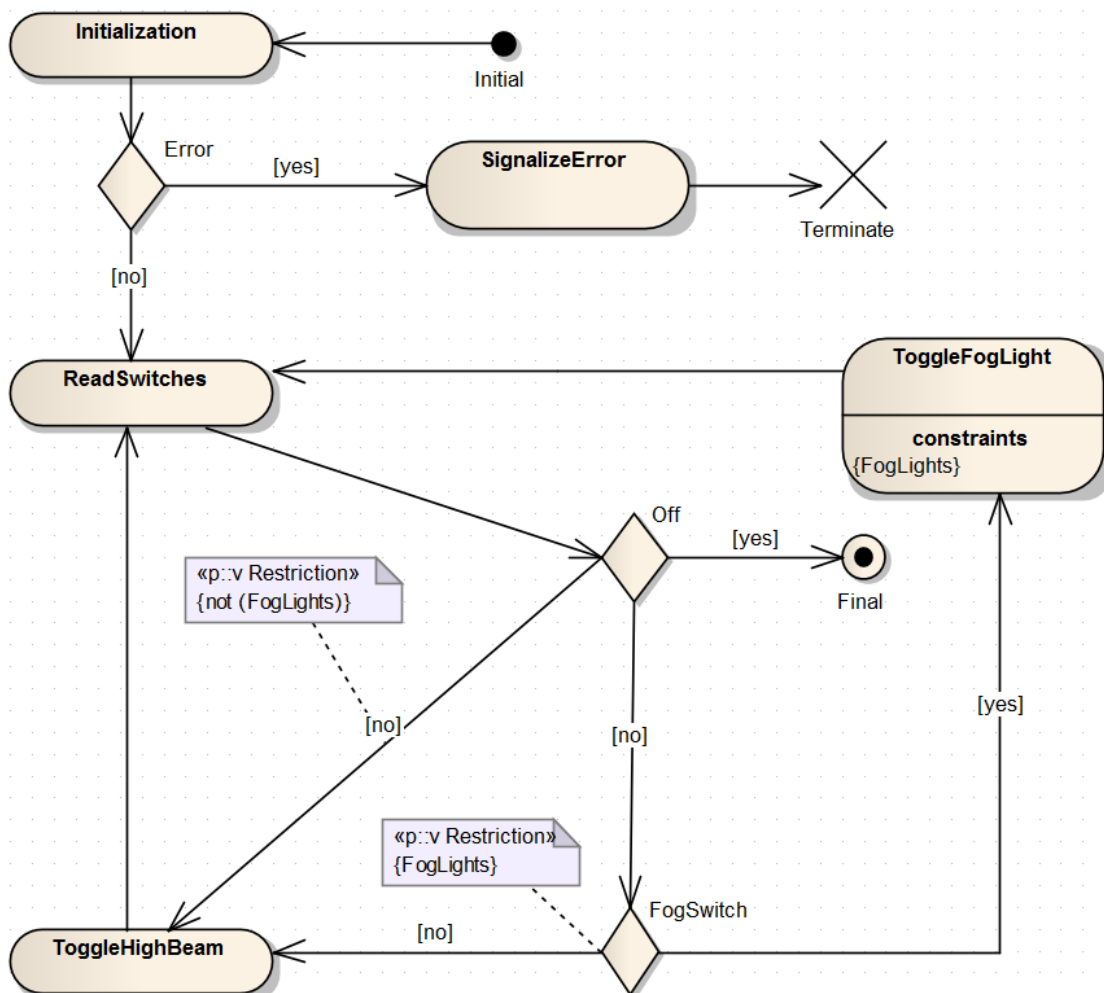 Initialization
Initial
Error
[yes]
SignalizeError
Terminate
[no]
ReadSwitches
ToggleFogLight
constraints
{FogLights}
Off
[yes]
Final
«p::v Restriction»
{not (FogLights)}
[no]
[no]
[yes]
«p::v Restriction»
{FogLights}
FogSwitch
[no]
ToggleHighBeam